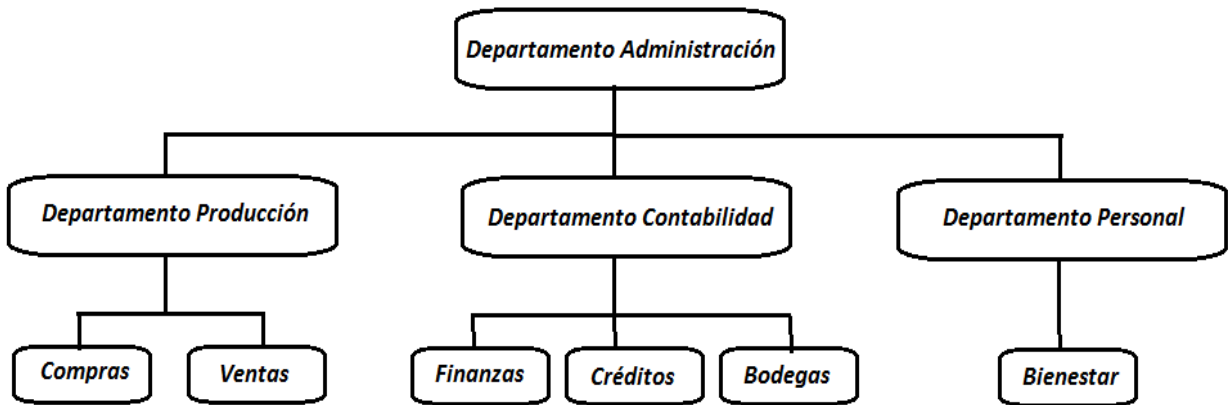 Departamento Administración
Departamento Producción
Departamento Contabilidad
Departamento Personal
Compras
Ventas
Finanzas
Créditos
Bodegas
Bienestar